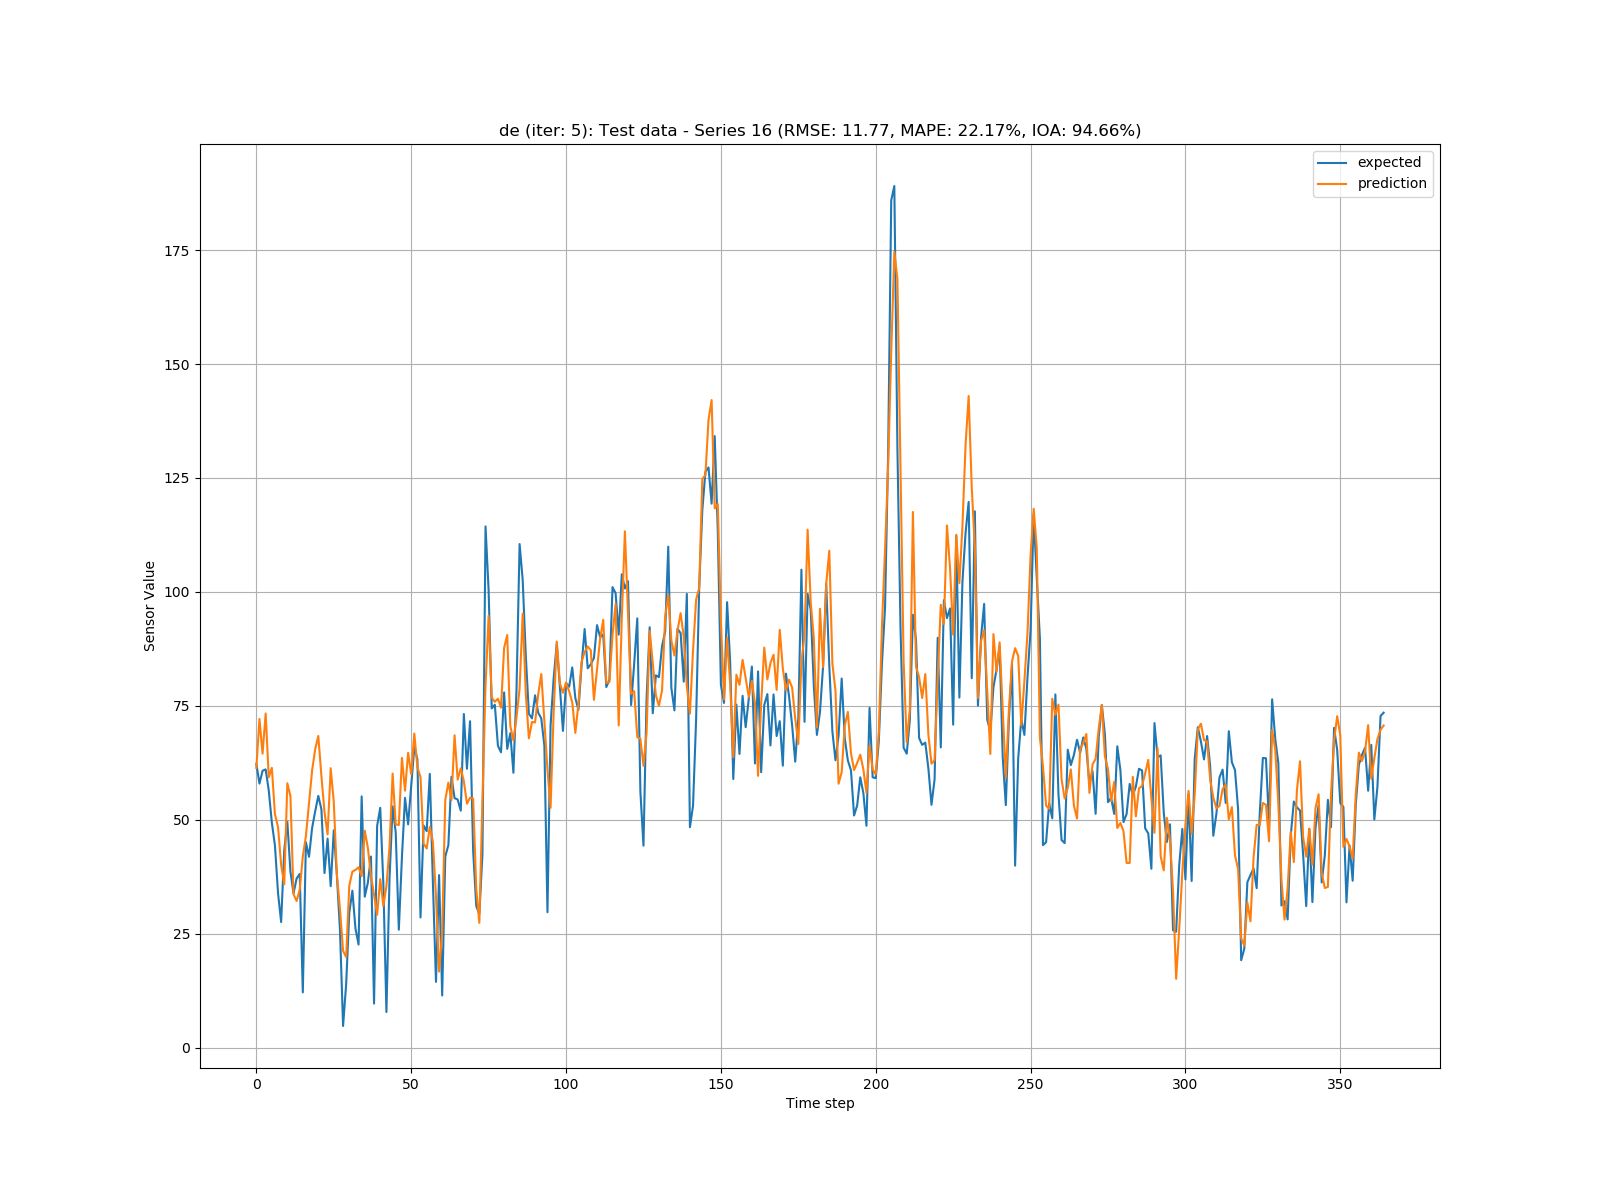 de (iter: 5): Test data - Series 16 (RMSE: 11.77, MAPE: 22.17%, IOA: 94.66%)
expected
prediction
175
150
125
100
75
50
25
0
Sensor Value
0 50 100 150 200 250 300 350
Time step